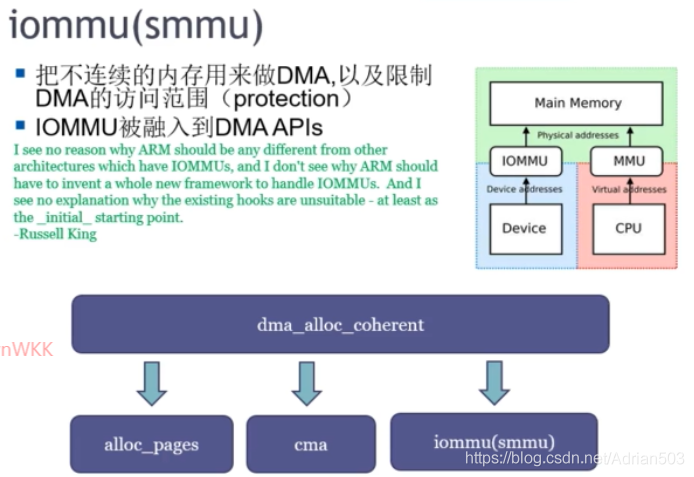 iommu(smmu)
把不连续的内存用来做DMA,以及限制
DMA的访问范围（protection）
IOMMU被融入到DMA APIs
I see no reason why ARM should be any different from other
architectures which have IOMMUs, and I don't see why ARM should
have to invent a whole new framework to handle IOMMUs. And I
see no explanation why the existing hooks are unsuitable - at least as
the _initial_ starting point.
-Russell King
Main Memory
Physical addresses
IOMMU
MMU
Device addresses
Virtual addresses
Device
CPU
dma_alloc_coherent
nWKK
alloc_pages
cma
iommu(smmu)
https://blog.csdn.net/Adrian503